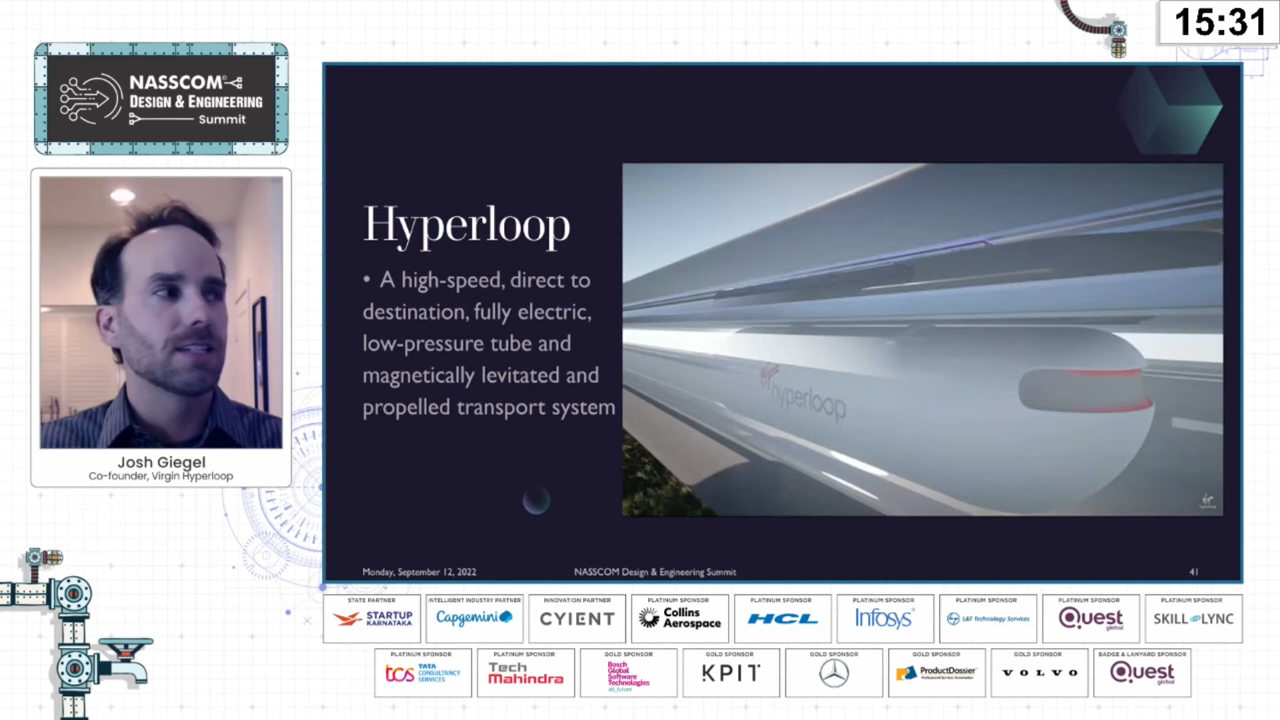 15:31
NASSCOM®
DESIGN & ENGINEERING
Summit
Josh Giegel
Co-founder, Virgin Hyperloop
Hyperloop
• A high-speed, direct to
destination, fully electric,
low-pressure tube and
magnetically levitated and
propelled transport system
virgin
hyperloop
Monday, September 12, 2022
NASSCOM Design & Engineering Summit
41
STATE PARTNER
STARTUP
KARNATAKA
INTELLIGENT INDUSTRY PARTNER
Capgemini
INNOVATION PARTNER
CYIENT
PLATINUM SPONSOR
Collins
Aerospace
PLATINUM SPONSOR
HCL
PLATINUM SPONSOR
Infosys®
PLATINUM SPONSOR
L&T Technology Services
PLATINUM SPONSOR
Quest
global
PLATINUM SPONSOR
SKILL LYNC
PLATINUM SPONSOR
tcs TATA
CONSULTANCY
SERVICES
PLATINUM SPONSOR
Tech
Mahindra
GOLD SPONSOR
Bosch
Global
Software
Technologies
GOLD SPONSOR
KPIT
GOLD SPONSOR
GOLD SPONSOR
ProductDossier
GOLD SPONSOR
VOLVO
BADGE & LANYARD SPONSOR
Quest
global